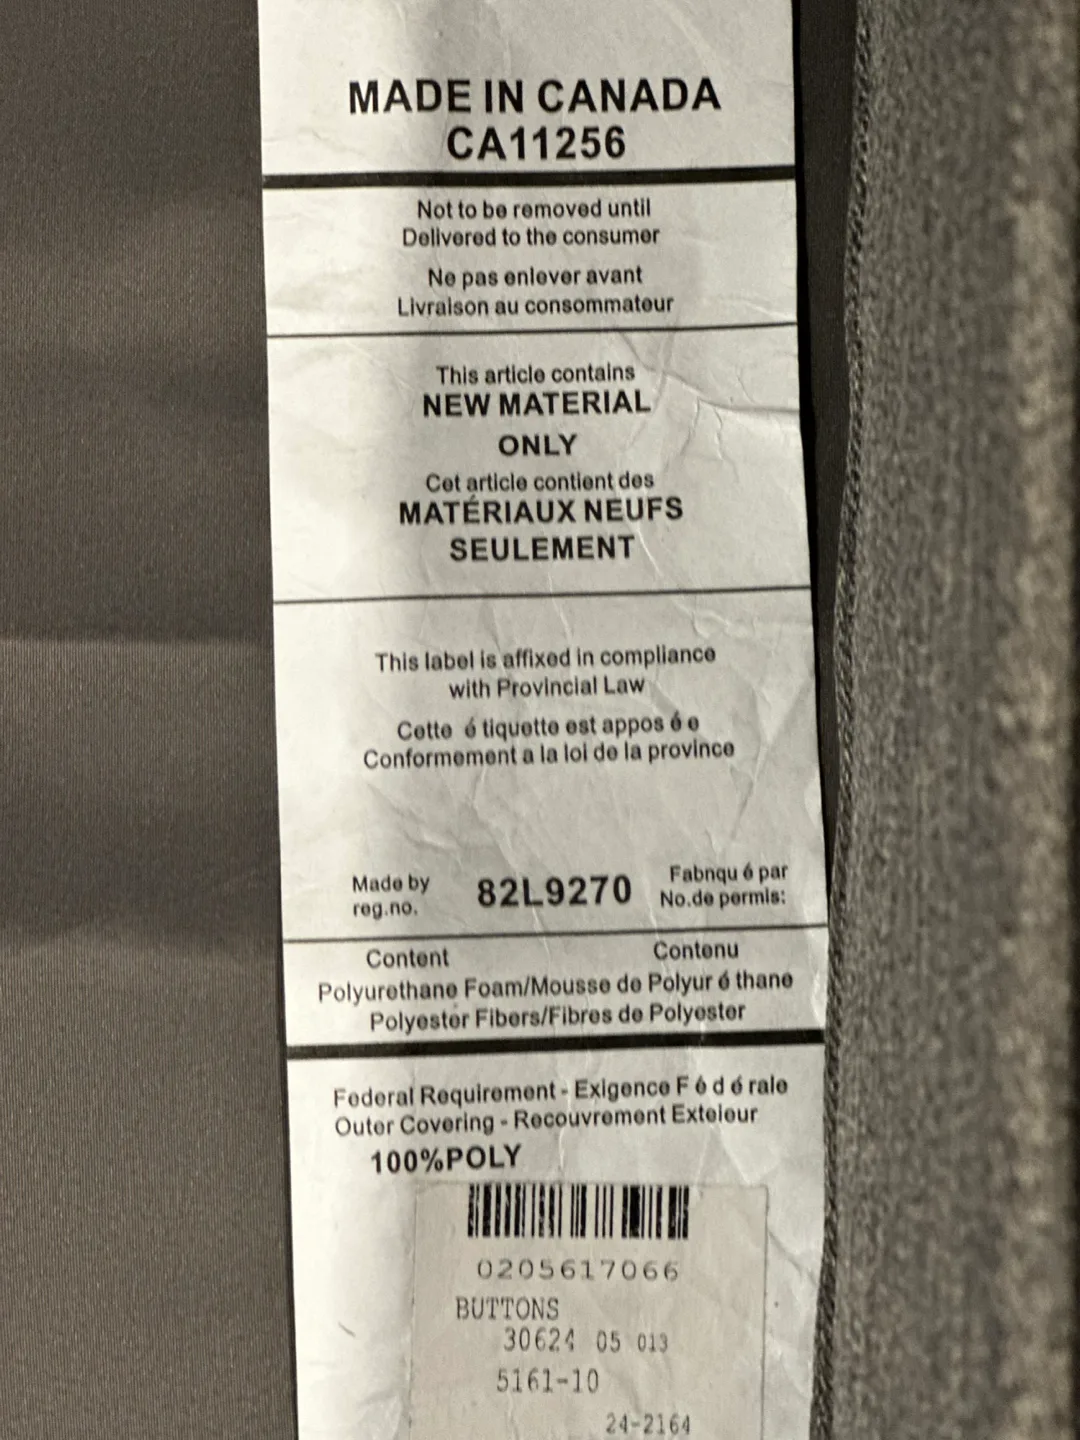 MADE IN CANADA
CA11256
Not to be removed until
Delivered to the consumer
Ne pas enlever avant
Livraison au consommateur
This article contains
NEW MATERIAL
ONLY
Cet article contient des
MATÉRIAUX NEUFS
SEULEMENT
This label is affixed in compliance
with Provincial Law
Cette é tiquette est appos é e
Conformement a la loi de la province
Made by
reg.no.
82L9270
Fabnqu é par
No.de permis:
Content Contenu
Polyurethane Foam/Mousse de Polyur é thane
Polyester Fibers/Fibres de Polyester
Federal Requirement - Exigence F é d é rale
Outer Covering - Recouvrement Exteieur
100%POLY
0205617066
BUTTONS
30624 05 013
5161-10
24-2164